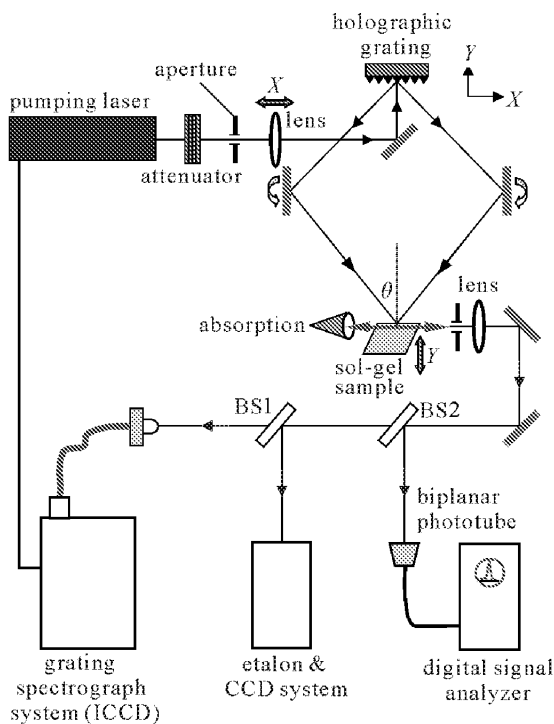 holographic
grating
Y
X
aperture
X
lens
pumping laser
attenuator
θ
lens
absorption
Y
sol-gel
sample
BS1
BS2
biplanar
phototube
grating
spectrograph
system (ICCD)
etalon &
CCD system
digital signal
analyzer